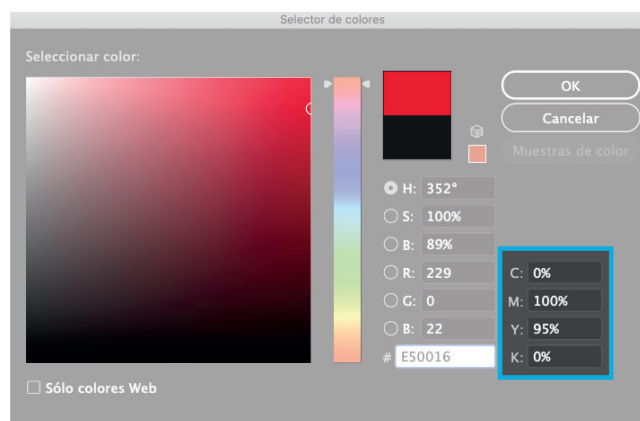 Selector de colores
Seleccionar color:
OK
Cancelar
Muestras de color
H: 352°
S: 100%
B: 89%
R: 229
G: 0
B: 22
# E50016
C: 0%
M: 100%
Y: 95%
K: 0%
Sólo colores Web